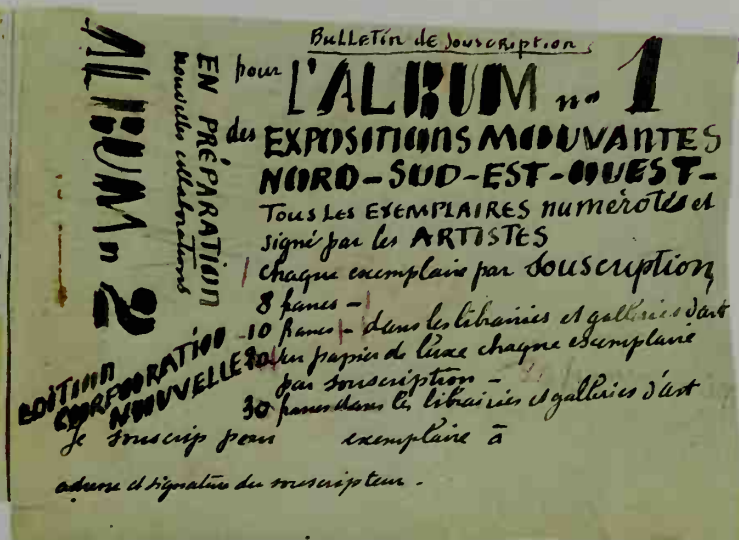 Bulletin de souscription
pour L'ALBUM no 1
des EXPOSITIONS MOUVANTES
NORD-SUD-EST-OUEST-
TOUS LES EXEMPLAIRES numérotés et
signé par les ARTISTES
chaque exemplaire par souscription
8 francs -
10 francs - dans les librairies et galleries d'art
20 sur papier de luxe chaque exemplaire
par souscription -
30 francs dans les librairies et galleries d'art
je souscrip pour exemplaire à
adresse et signature du souscripteur -
ALBUM n 2
EN PRÉPARATION
nouvelles collaborations
EDITION
CORPORATION
NOUVELLE